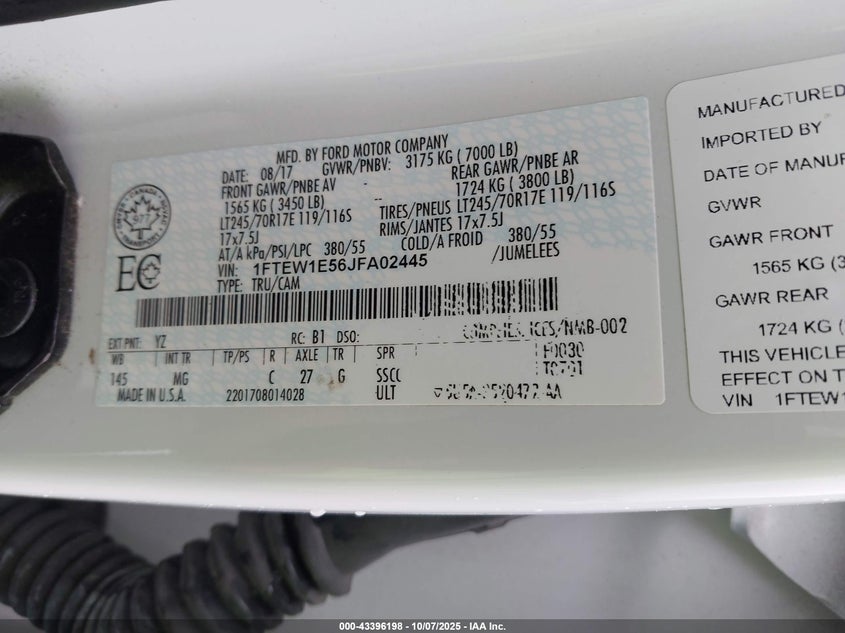 MFD. BY FORD MOTOR COMPANY
DATE: 08/17 GVWR/PNBV: 3175 KG ( 7000 LB)
FRONT GAWR/PNBE AV -- REAR GAWR/PNBE AR
1565 KG ( 3450 LB) -- 1724 KG ( 3800 LB)
LT245/70R17E 119/116S TIRES/PNEUS LT245/70R17E 119/116S
17x7.5J RIMS/JANTES 17x7.5J
AT/A kPa/PSI/LPC 380/55 COLD/A FROID 380/55
VIN: 1FTEW1E56JFA02445 /JUMELEES
TYPE: TRU/CAM
EC
EXT PNT: YZ RC: B1 DSO:
/NMB-002
WB INT TR TP/PS R AXLE TR SPR
145 MG C 27 G SSCC
MADE IN U.S.A. 2201708014028 ULT
MANUFACTURED
IMPORTED BY
DATE OF MANUF
GVWR
GAWR FRONT
1565 KG (3
GAWR REAR
1724 KG (
THIS VEHICLE
EFFECT ON T
VIN 1FTEW1
000-43396198 - 10/07/2025 - IAA Inc.